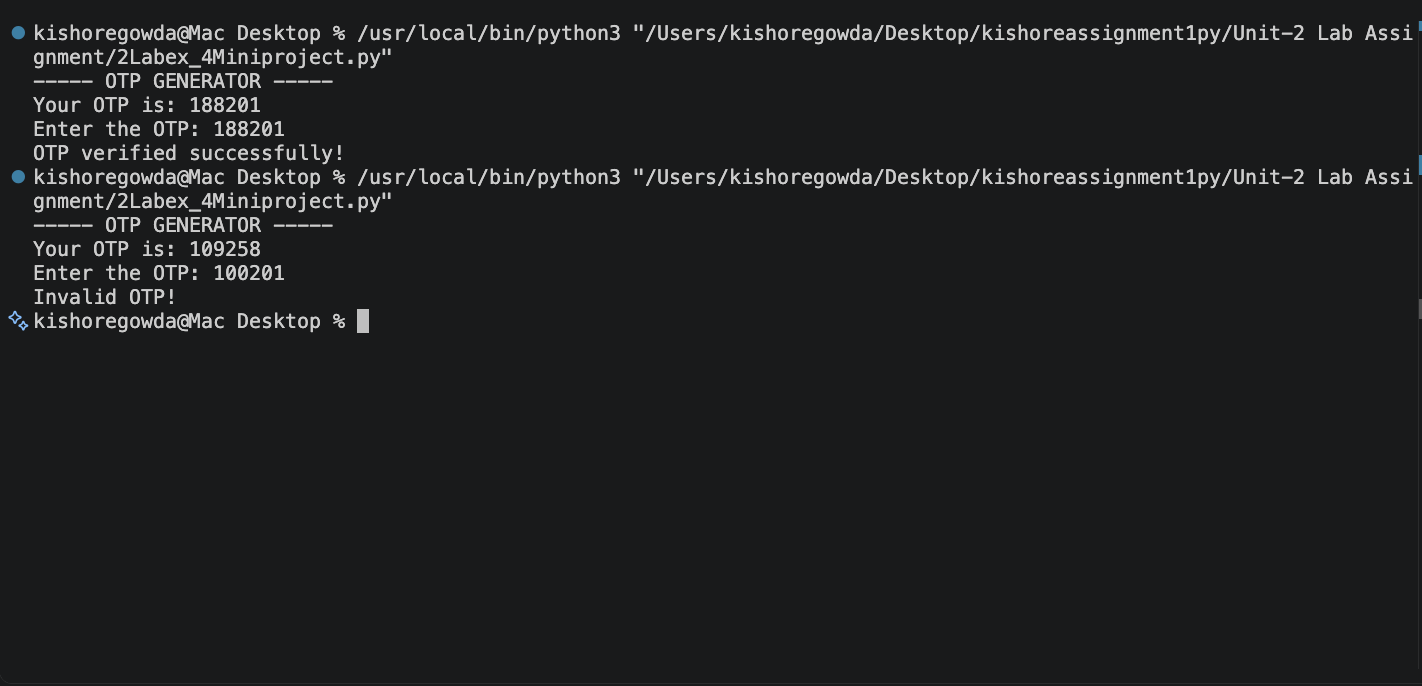 kishoregowda@Mac Desktop % /usr/local/bin/python3 "/Users/kishoregowda/Desktop/kishoreassignment1py/Unit-2 Lab Assi
gnment/2Labex_4Miniproject.py"
----- OTP GENERATOR -----
Your OTP is: 188201
Enter the OTP: 188201
OTP verified successfully!
kishoregowda@Mac Desktop % /usr/local/bin/python3 "/Users/kishoregowda/Desktop/kishoreassignment1py/Unit-2 Lab Assi
gnment/2Labex_4Miniproject.py"
----- OTP GENERATOR -----
Your OTP is: 109258
Enter the OTP: 100201
Invalid OTP!
kishoregowda@Mac Desktop %